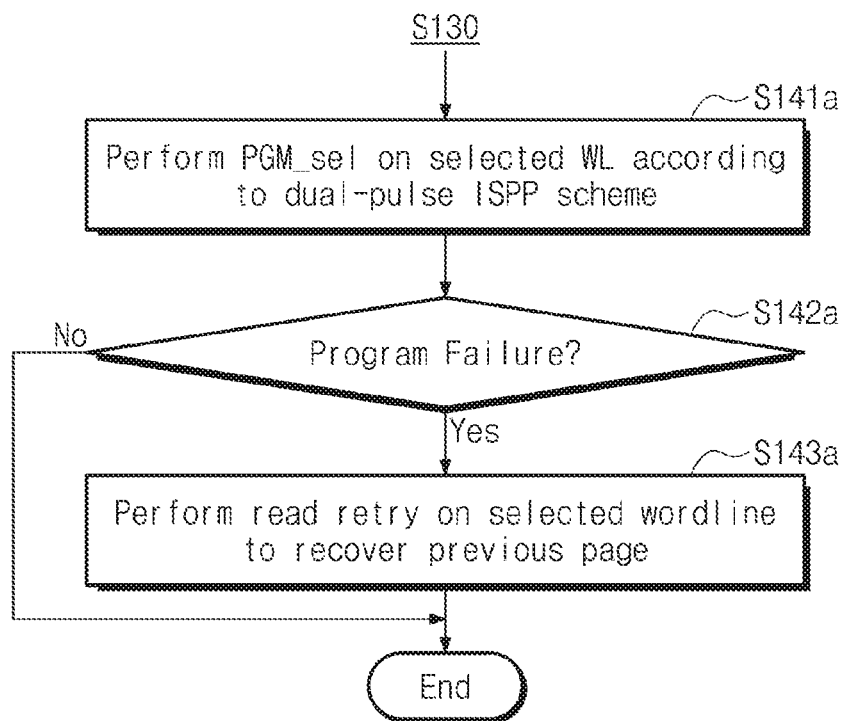 S130
S141a
Perform PGM_sel on selected WL according
to dual-pulse ISPP scheme
S142a
No
Program Failure?
Yes
S143a
Perform read retry on selected wordline
to recover previous page
End